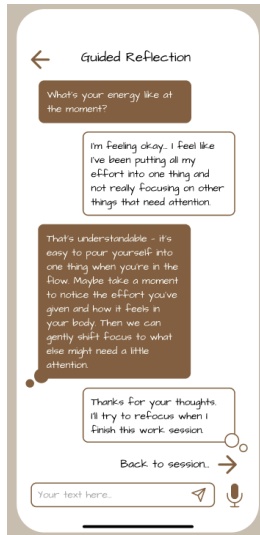 Guided Reflection
What's your energy like at
the moment?
I'm feeling okay... I feel like
I've been putting all my
effort into one thing and
not really focusing on other
things that need attention.
That's understandable - it's
easy to pour yourself into
one thing when you're in the
flow. Maybe take a moment
to notice the effort you've
given and how it feels in
your body. Then we can
gently shift focus to what
else might need a little
attention.
Thanks for your thoughts.
I'll try to refocus when I
finish this work session.
Back to session...
Your text here...